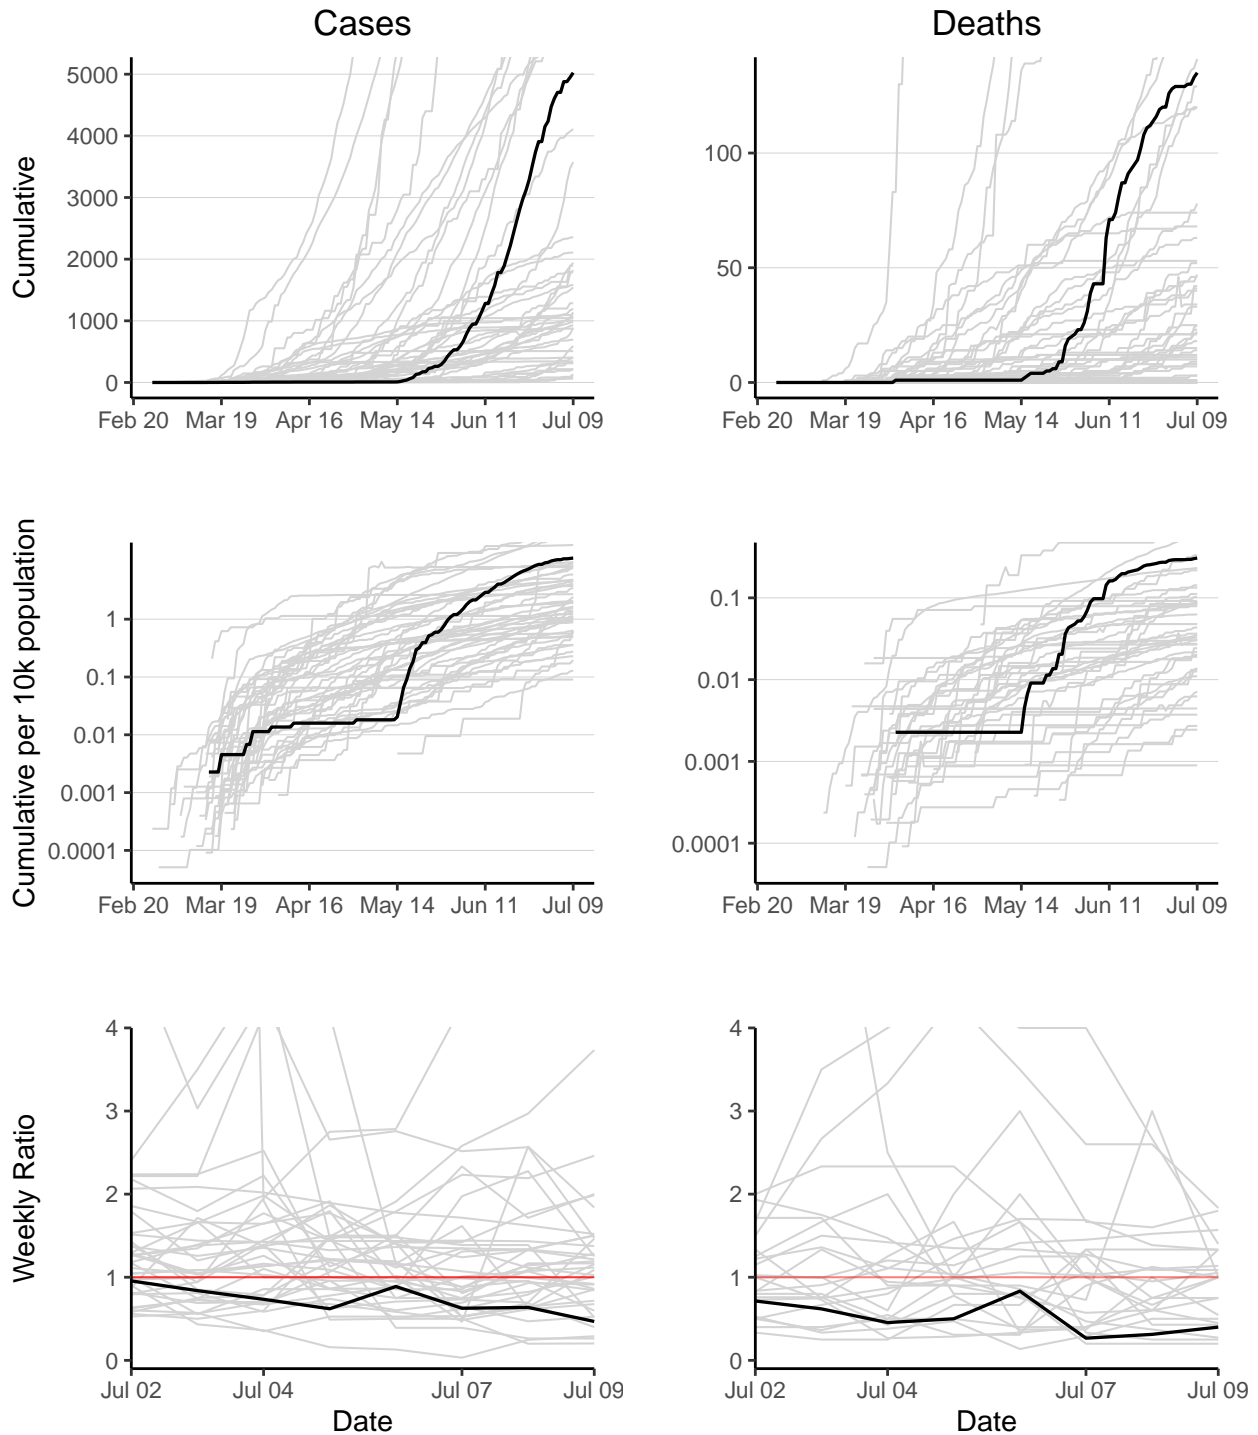 Cases
Deaths
Cumulative
5000
4000
3000
2000
1000
0
Feb 20 Mar 19 Apr 16 May 14 Jun 11 Jul 09
100
50
0
Feb 20 Mar 19 Apr 16 May 14 Jun 11 Jul 09
Cumulative per 10k population
1
0.1
0.01
0.001
0.0001
Feb 20 Mar 19 Apr 16 May 14 Jun 11 Jul 09
0.1
0.01
0.001
0.0001
Feb 20 Mar 19 Apr 16 May 14 Jun 11 Jul 09
Weekly Ratio
4
3
2
1
0
Jul 02 Jul 04 Jul 07 Jul 09
Date
4
3
2
1
0
Jul 02 Jul 04 Jul 07 Jul 09
Date